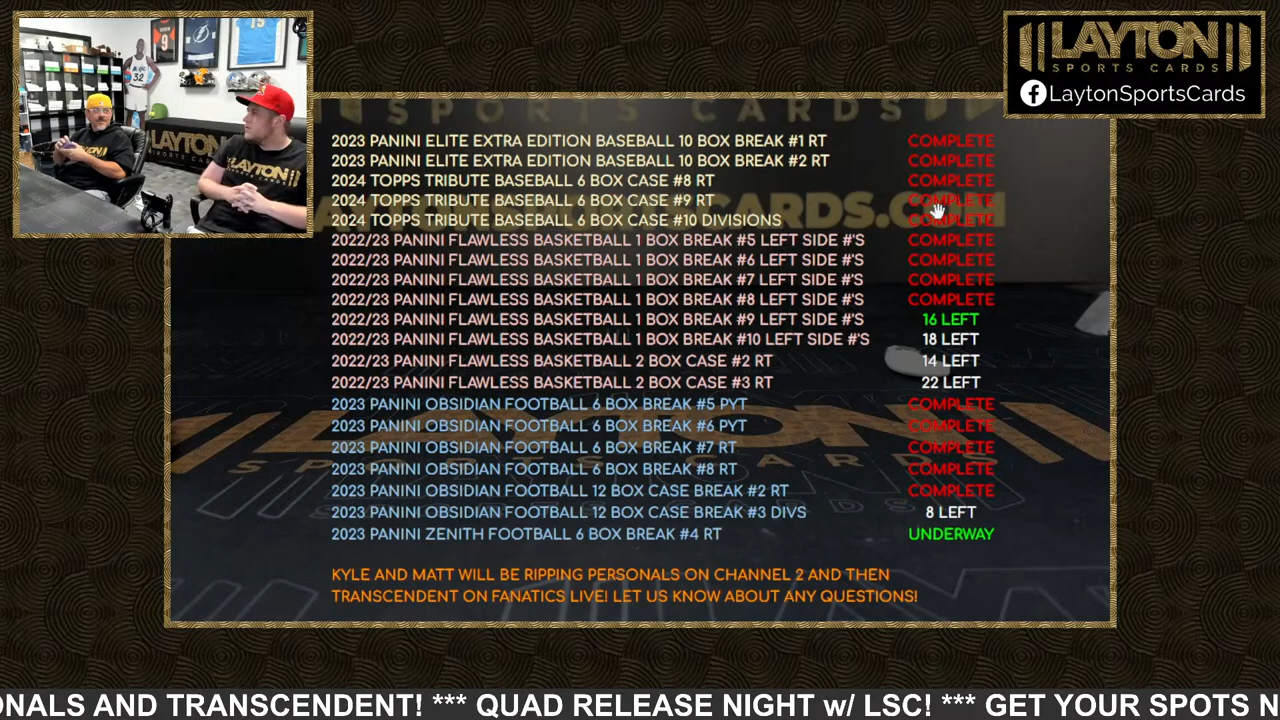 LAYTON
SPORTS CARDS
LaytonSportsCards
SPORTS CARDS
2023 PANINI ELITE EXTRA EDITION BASEBALL 10 BOX BREAK #1 RT COMPLETE
2023 PANINI ELITE EXTRA EDITION BASEBALL 10 BOX BREAK #2 RT COMPLETE
2024 TOPPS TRIBUTE BASEBALL 6 BOX CASE #8 RT COMPLETE
2024 TOPPS TRIBUTE BASEBALL 6 BOX CASE #9 RT COMPLETE
2024 TOPPS TRIBUTE BASEBALL 6 BOX CASE #10 DIVISIONS COMPLETE
2022/23 PANINI FLAWLESS BASKETBALL 1 BOX BREAK #5 LEFT SIDE #'S COMPLETE
2022/23 PANINI FLAWLESS BASKETBALL 1 BOX BREAK #6 LEFT SIDE #'S COMPLETE
2022/23 PANINI FLAWLESS BASKETBALL 1 BOX BREAK #7 LEFT SIDE #'S COMPLETE
2022/23 PANINI FLAWLESS BASKETBALL 1 BOX BREAK #8 LEFT SIDE #'S COMPLETE
2022/23 PANINI FLAWLESS BASKETBALL 1 BOX BREAK #9 LEFT SIDE #'S 16 LEFT
2022/23 PANINI FLAWLESS BASKETBALL 1 BOX BREAK #10 LEFT SIDE #'S 18 LEFT
2022/23 PANINI FLAWLESS BASKETBALL 2 BOX CASE #2 RT 14 LEFT
2022/23 PANINI FLAWLESS BASKETBALL 2 BOX CASE #3 RT 22 LEFT
2023 PANINI OBSIDIAN FOOTBALL 6 BOX BREAK #5 PYT COMPLETE
2023 PANINI OBSIDIAN FOOTBALL 6 BOX BREAK #6 PYT COMPLETE
2023 PANINI OBSIDIAN FOOTBALL 6 BOX BREAK #7 RT COMPLETE
2023 PANINI OBSIDIAN FOOTBALL 6 BOX BREAK #8 RT COMPLETE
2023 PANINI OBSIDIAN FOOTBALL 12 BOX CASE BREAK #2 RT COMPLETE
2023 PANINI OBSIDIAN FOOTBALL 12 BOX CASE BREAK #3 DIVS 8 LEFT
2023 PANINI ZENITH FOOTBALL 6 BOX BREAK #4 RT UNDERWAY
KYLE AND MATT WILL BE RIPPING PERSONALS ON CHANNEL 2 AND THEN
TRANSCENDENT ON FANATICS LIVE! LET US KNOW ABOUT ANY QUESTIONS!
ONALS AND TRANSCENDENT! *** QUAD RELEASE NIGHT w/ LSC! *** GET YOUR SPOTS N